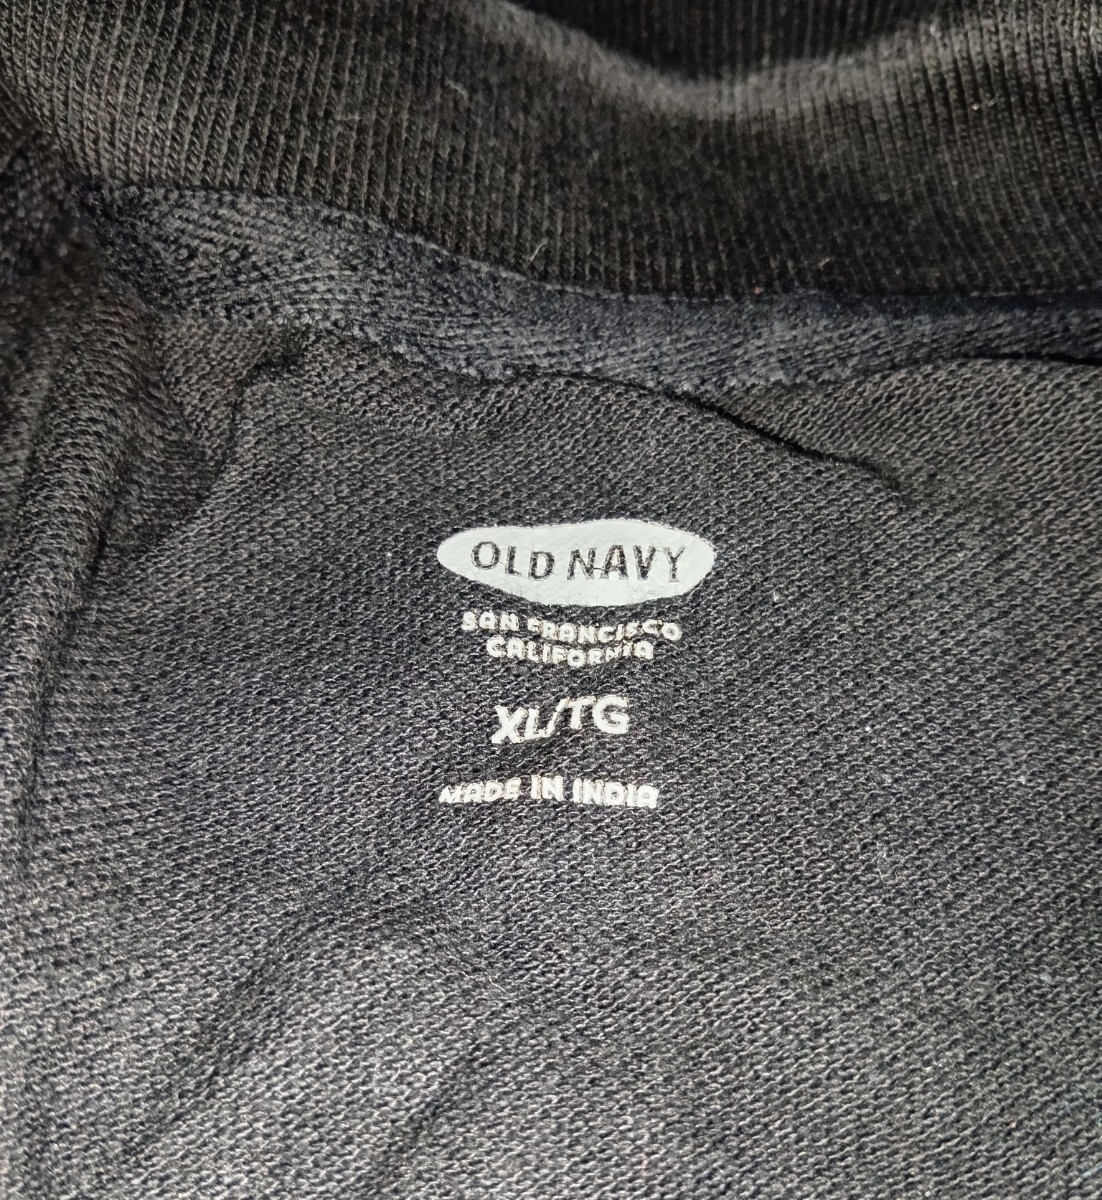 OLD NAVY
SAN FRANCISCO
CALIFORNIA
XL/TG
MADE IN INDIA